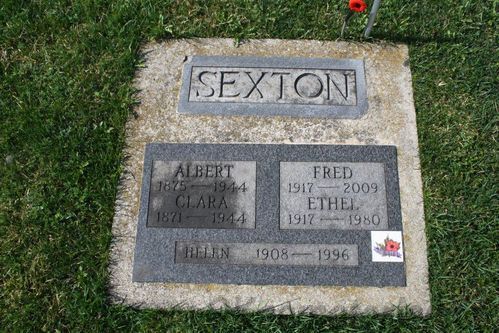 SEXTON
ALBERT
1875 — 1944
CLARA
1871 — 1944
FRED
1917 — 2009
ETHEL
1917 — 1980
HELEN 1908 — 1996